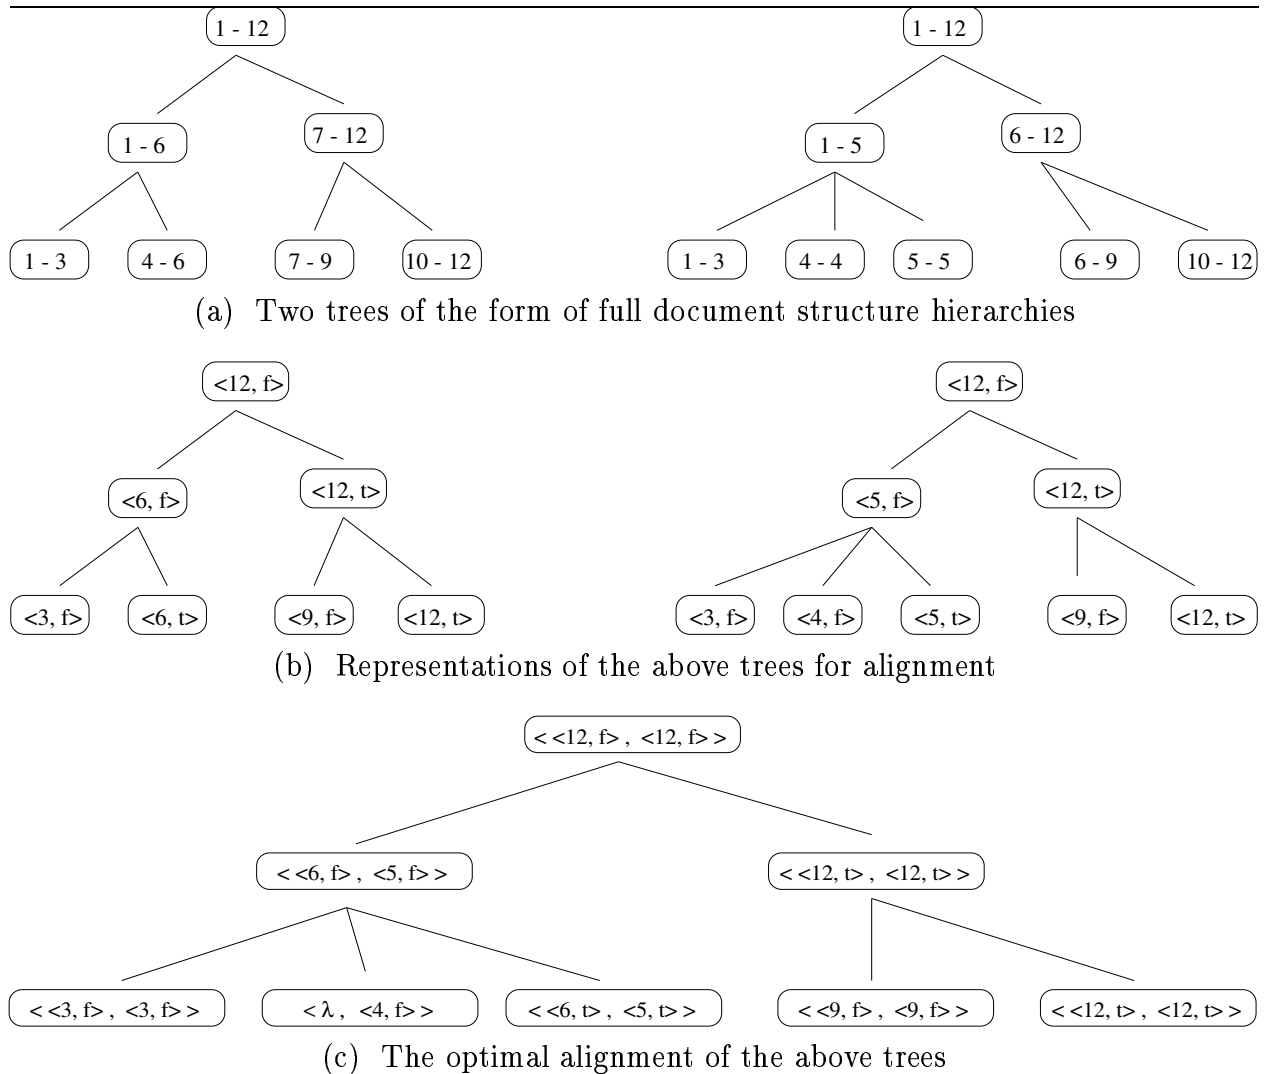 1 - 12 1 - 12
1 - 6 7 - 12 1 - 5 6 - 12
1 - 3 4 - 6 7 - 9 10 - 12 1 - 3 4 - 4 5 - 5 6 - 9 10 - 12
(a) Two trees of the form of full document structure hierarchies
<12, f> <12, f>
<6, f> <12, t> <5, f> <12, t>
<3, f> <6, t> <9, f> <12, t> <3, f> <4, f> <5, t> <9, f> <12, t>
(b) Representations of the above trees for alignment
< <12, f> , <12, f> >
< <6, f> , <5, f> > < <12, t> , <12, t> >
< <3, f> , <3, f> > < λ , <4, f> > < <6, t> , <5, t> > < <9, f> , <9, f> > < <12, t> , <12, t> >
(c) The optimal alignment of the above trees